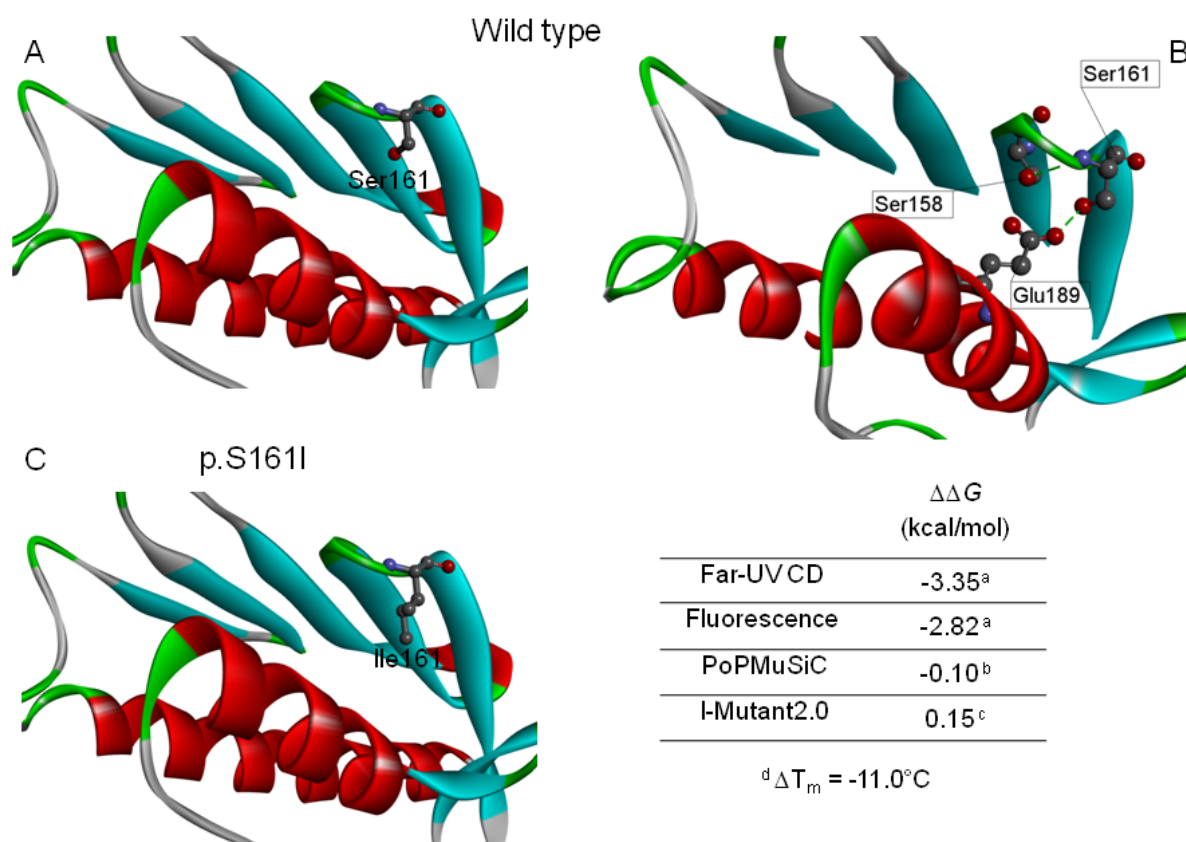 Wild type
A
Ser161
B
Ser161
Ser158
Glu189
C
p.S161I
Ile161
ΔΔG
(kcal/mol)
Far-UV CD -3.35ᵃ
Fluorescence -2.82ᵃ
PoPMuSiC -0.10ᵇ
I-Mutant2.0 0.15ᶜ
ᵈ ΔTₘ = -11.0°C